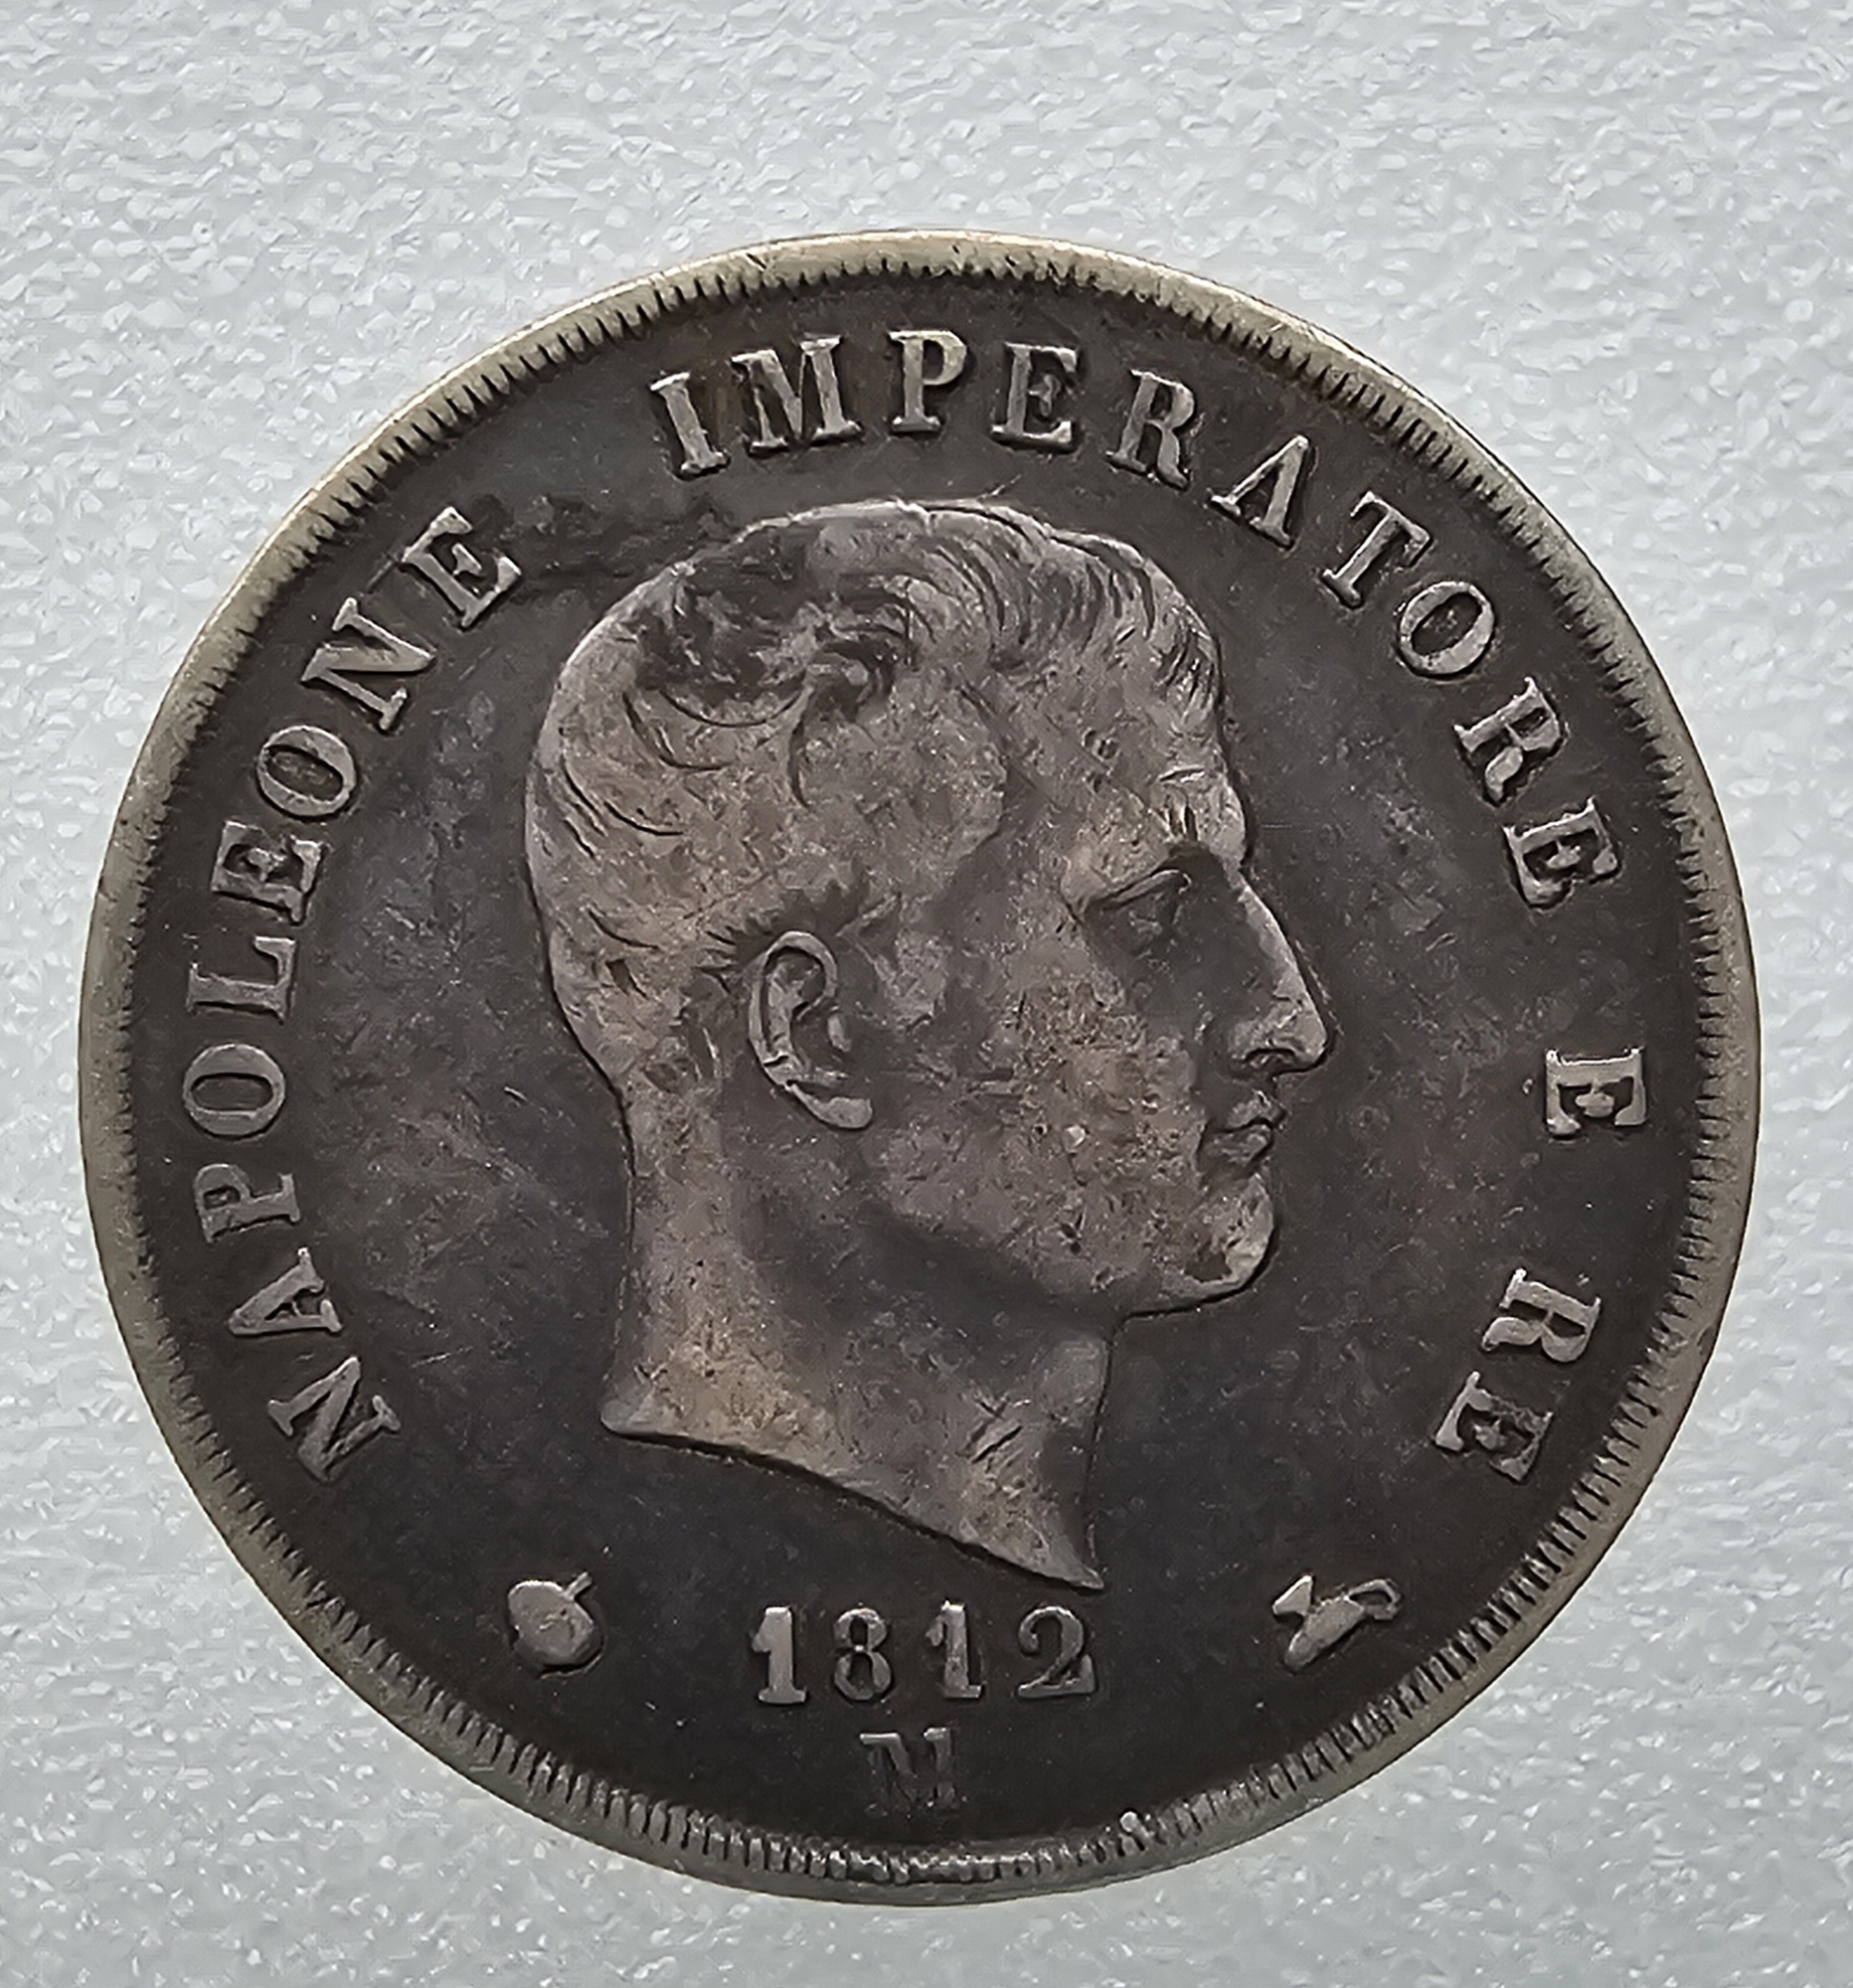 NAPOLEONE IMPERATORE E RE
1812
M